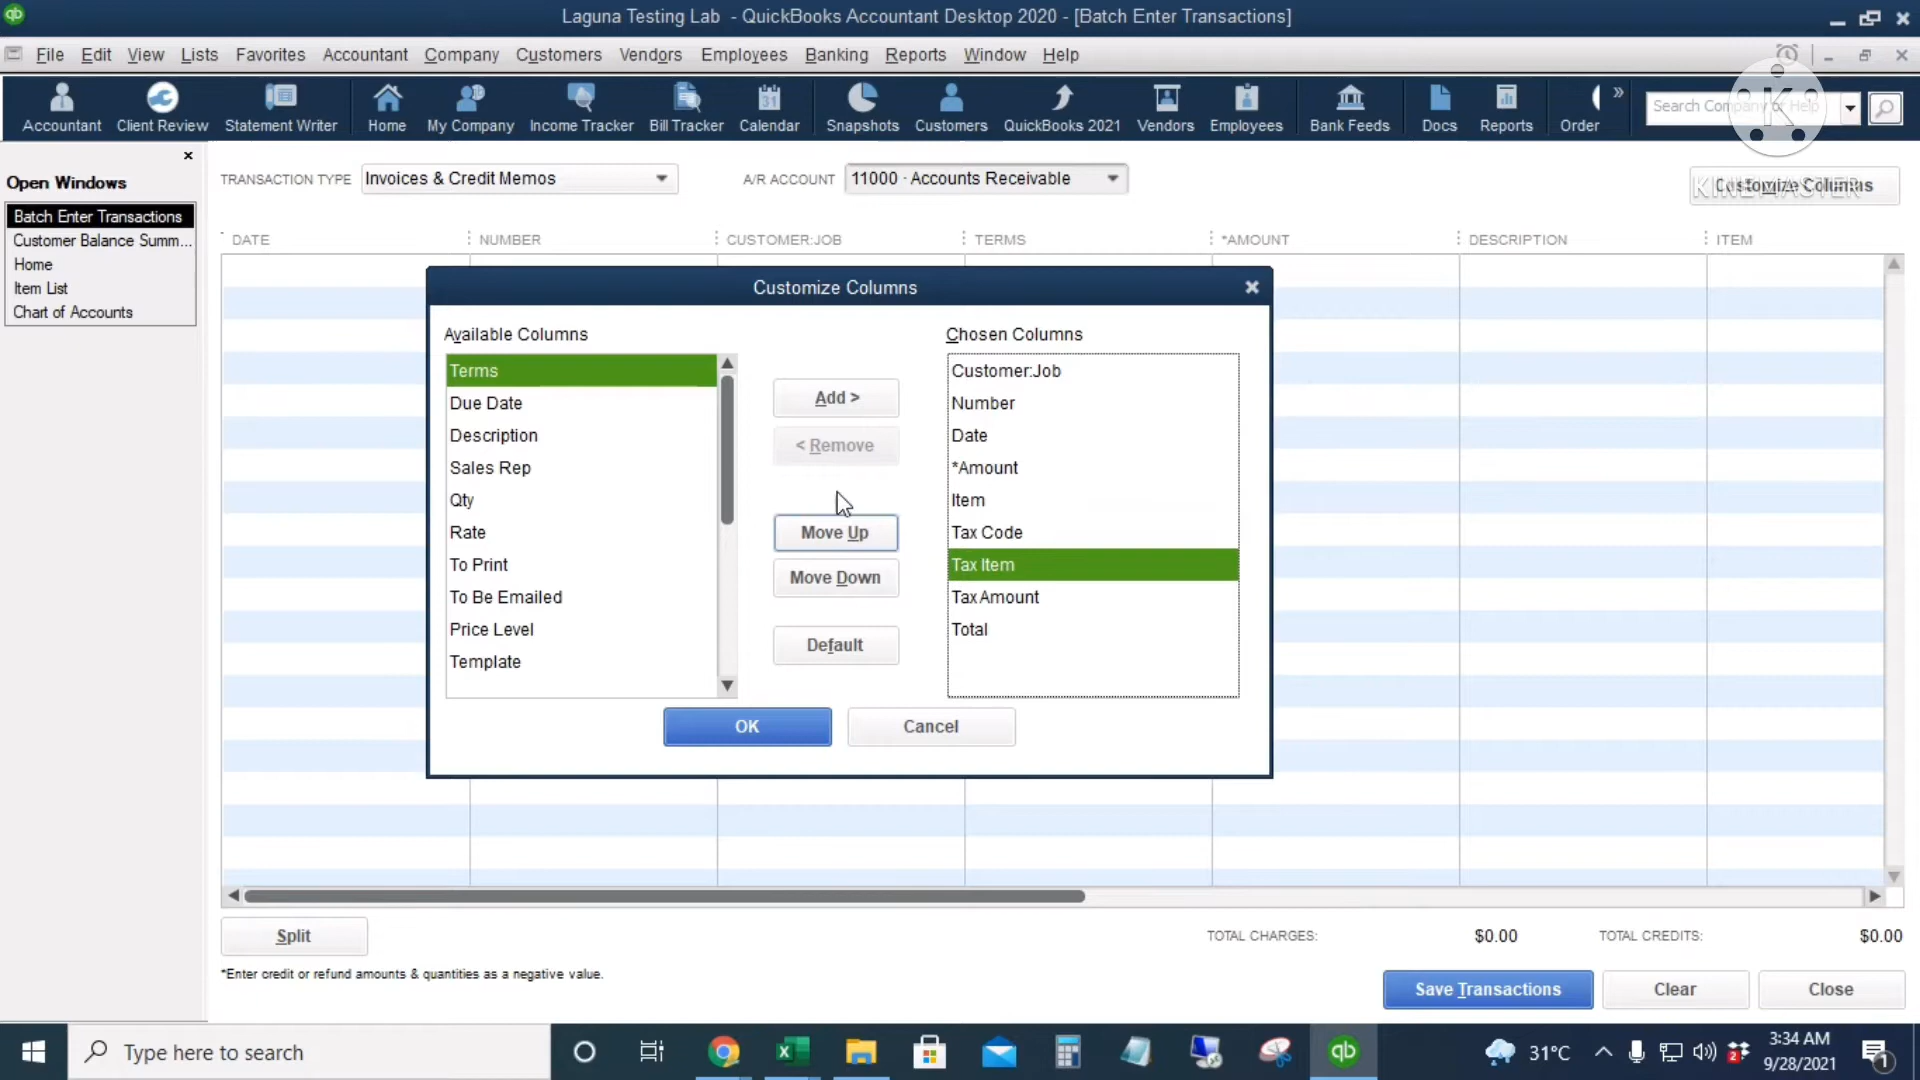 Laguna Testing Lab - QuickBooks Accountant Desktop 2020 - [Batch Enter Transactions]
File Edit View Lists Favorites Accountant Company Customers Vendors Employees Banking Reports Window Help
Accountant Client Review Statement Writer Home My Company Income Tracker Bill Tracker Calendar Snapshots Customers QuickBooks 2021 Vendors Employees Bank Feeds Docs Reports Order
Search Company or Help
Open Windows
Batch Enter Transactions
Customer Balance Summ...
Home
Item List
Chart of Accounts
TRANSACTION TYPE Invoices & Credit Memos A/R ACCOUNT 11000 · Accounts Receivable
Customize Columns
KINEMASTER
DATE NUMBER CUSTOMER:JOB TERMS *AMOUNT DESCRIPTION ITEM
Customize Columns
Available Columns
Terms
Due Date
Description
Sales Rep
Qty
Rate
To Print
To Be Emailed
Price Level
Template
Add >
< Remove
Move Up
Move Down
Default
Chosen Columns
Customer:Job
Number
Date
*Amount
Item
Tax Code
Tax Item
Tax Amount
Total
OK Cancel
Split
TOTAL CHARGES: $0.00 TOTAL CREDITS: $0.00
*Enter credit or refund amounts & quantities as a negative value.
Save Transactions Clear Close
Type here to search
31°C
3:34 AM
9/28/2021